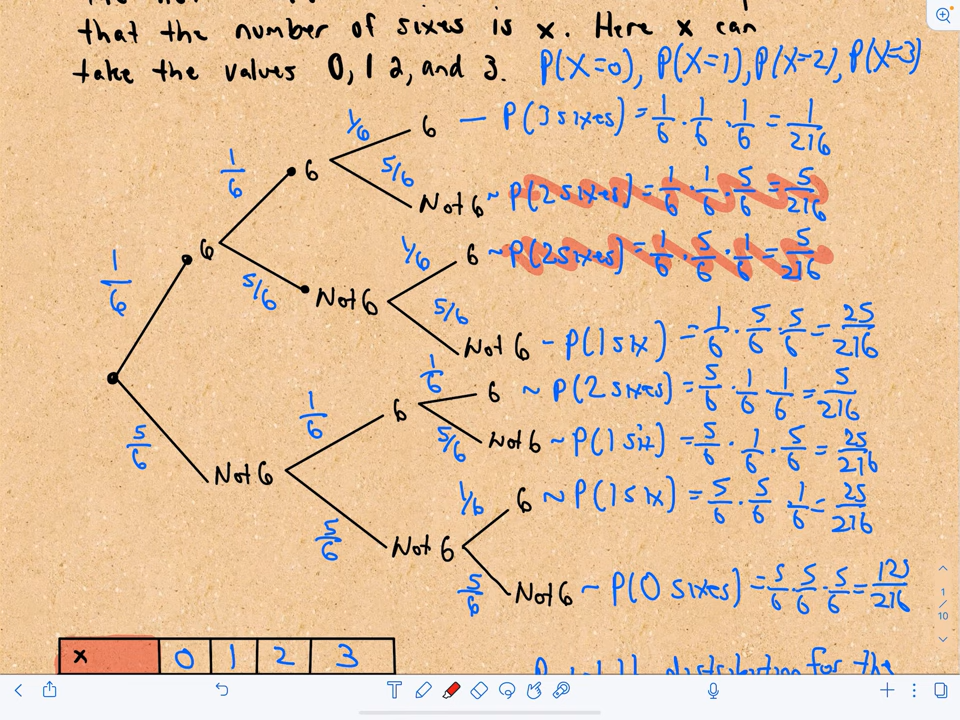 that the number of sixes is x. Here x can
take the values 0, 1 2, and 3. P(X=0), P(X=1), P(X=2), P(X=3)
1/6 6 — P(3 sixes) = 1/6 · 1/6 · 1/6 = 1/216
1/6 6 5/6 Not 6 ~ P(2 sixes) = 1/6 · 1/6 · 5/6 = 5/216
1/6 6 1/6 6 ~ P(2 sixes) = 1/6 · 5/6 · 1/6 = 5/216
5/6 Not 6 5/6 Not 6 - P(1 six) = 1/6 · 5/6 · 5/6 = 25/216
1/6 6 1/6 6 ~ P(2 sixes) = 5/6 · 1/6 · 1/6 = 5/216
5/6 Not 6 5/6 Not 6 ~ P(1 six) = 5/6 · 1/6 · 5/6 = 25/216
1/6 6 ~ P(1 six) = 5/6 · 5/6 1/6 = 25/216
5/6 Not 6 5/6 Not 6 ~ P(0 sixes) = 5/6 · 5/6 · 5/6 = 125/216
x 0 1 2 3
distribution for the
1
/
10